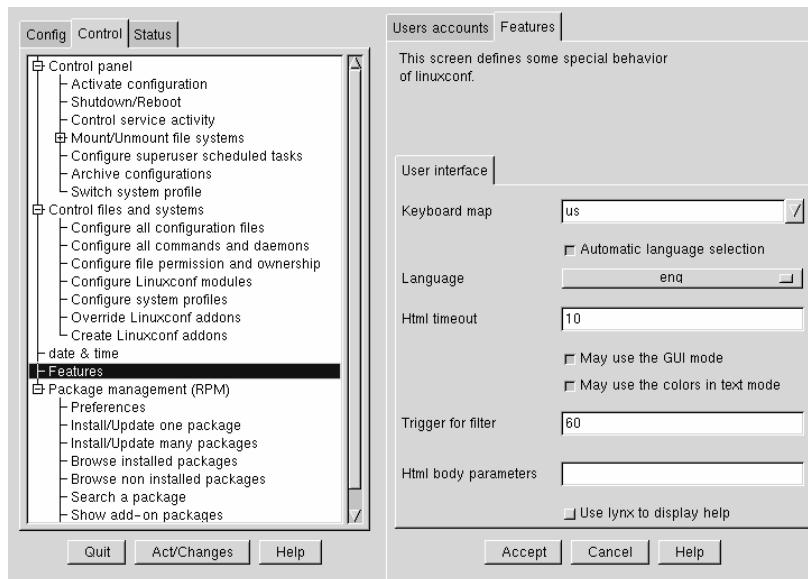 Config Control Status
Control panel
Activate configuration
Shutdown/Reboot
Control service activity
Mount/Unmount file systems
Configure superuser scheduled tasks
Archive configurations
Switch system profile
Control files and systems
Configure all configuration files
Configure all commands and daemons
Configure file permission and ownership
Configure Linuxconf modules
Configure system profiles
Override Linuxconf addons
Create Linuxconf addons
date & time
Features
Package management (RPM)
Preferences
Install/Update one package
Install/Update many packages
Browse installed packages
Browse non installed packages
Search a package
Show add-on packages
Quit Act/Changes Help
Users accounts Features
This screen defines some special behavior
of linuxconf.
User interface
Keyboard map us
Automatic language selection
Language eng
Html timeout 10
May use the GUI mode
May use the colors in text mode
Trigger for filter 60
Html body parameters
Use lynx to display help
Accept Cancel Help